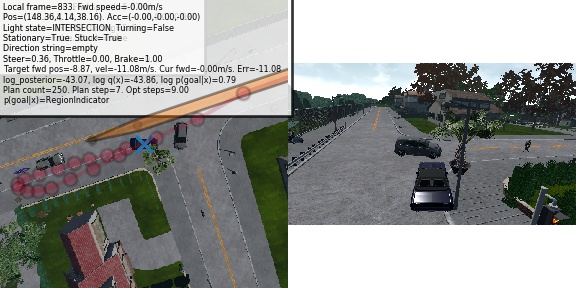 Local frame=833. Fwd speed=-0.00m/s
Pos=(148.36,4.14,38.16). Acc=(-0.00,-0.00,-0.00)
Light state=INTERSECTION. Turning=False
Stationary=True. Stuck=True
Direction string=empty
Steer=0.36, Throttle=0.00, Brake=1.00
Target fwd pos=-8.87, vel=-11.08m/s. Cur fwd=-0.00m/s. Err=-11.08
log_posterior=-43.07, log q(x)=-43.86, log p(goal|x)=0.79
Plan count=250. Plan step=7. Opt steps=9.00
p(goal|x)=RegionIndicator